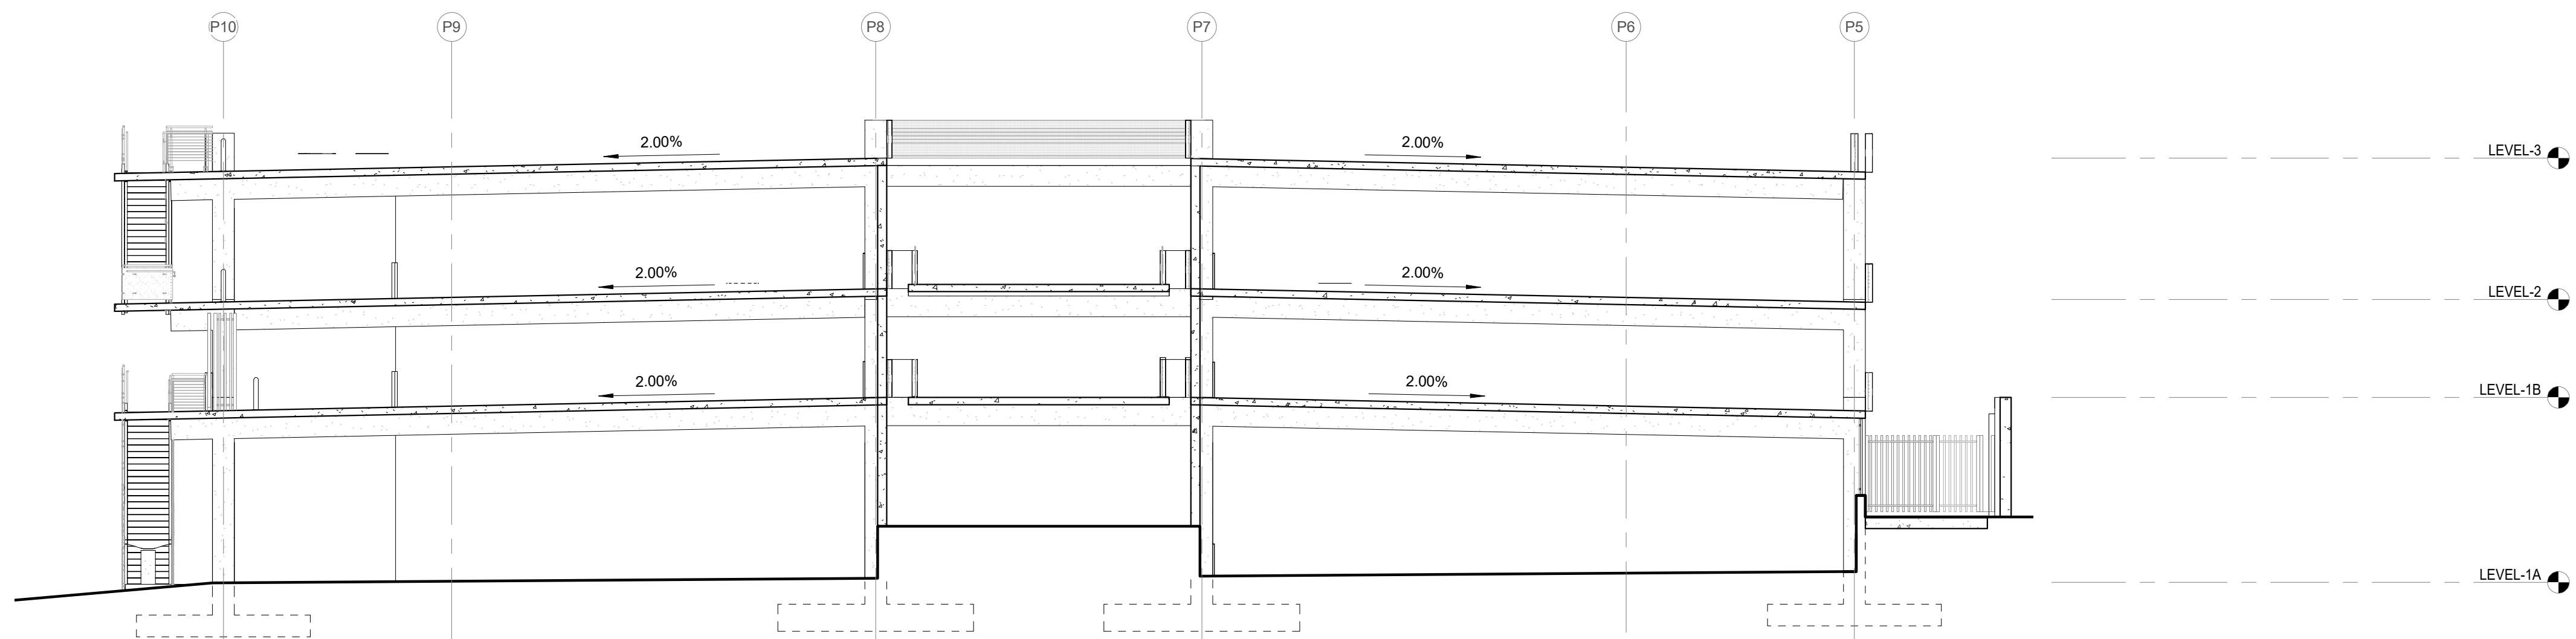 P10 P9 P8 P7 P6 P5
2.00% 2.00%
LEVEL-3
2.00% 2.00%
LEVEL-2
2.00% 2.00%
LEVEL-1B
LEVEL-1A